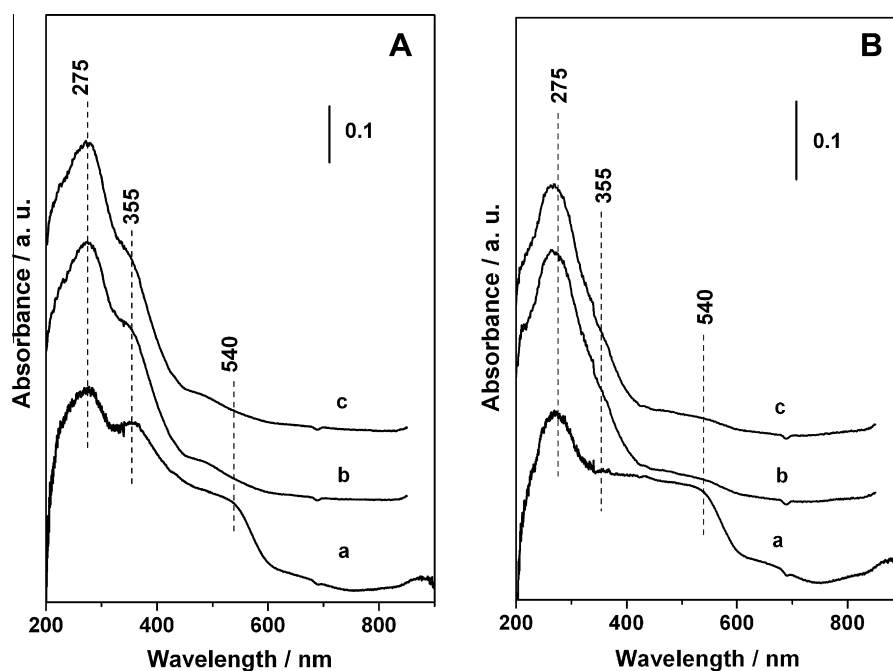 A
275
355
540
0.1
c
b
a
Absorbance / a. u.
200
400
600
800
Wavelength / nm
B
275
355
540
0.1
c
b
a
Absorbance / a. u.
200
400
600
800
Wavelength / nm